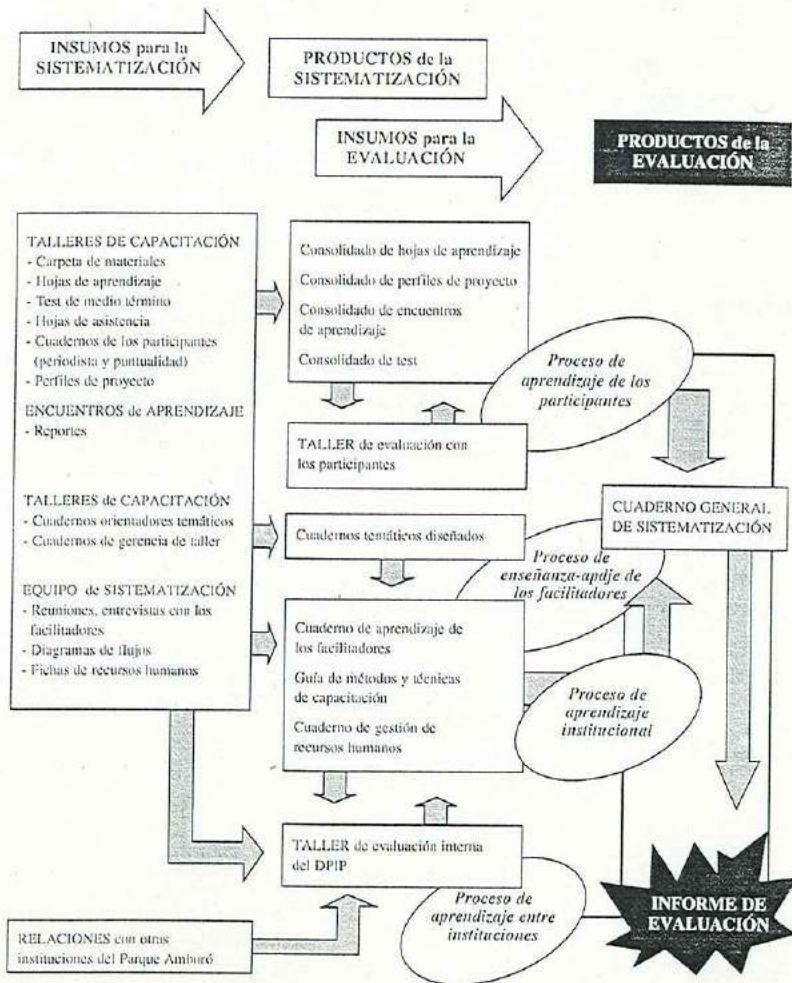 INSUMOS para la
SISTEMATIZACIÓN
PRODUCTOS de la
SISTEMATIZACIÓN
INSUMOS para la
EVALUACIÓN
PRODUCTOS de la
EVALUACIÓN
TALLERES DE CAPACITACIÓN
- Carpeta de materiales
- Hojas de aprendizaje
- Test de medio término
- Hojas de asistencia
- Cuadernos de los participantes
(periodista y puntualidad)
- Perfiles de proyecto
ENCUENTROS de APRENDIZAJE
- Reportes
TALLERES de CAPACITACIÓN
- Cuadernos orientadores temáticos
- Cuadernos de gerencia de taller
EQUIPO de SISTEMATIZACIÓN
- Reuniones, entrevistas con los
facilitadores
- Diagramas de flujos
- Fichas de recursos humanos
Consolidado de hojas de aprendizaje
Consolidado de perfiles de proyecto
Consolidado de encuentros
de aprendizaje
Consolidado de test
Proceso de
aprendizaje de los
participantes
TALLER de evaluación con
los participantes
CUADERNO GENERAL
DE SISTEMATIZACIÓN
Cuadernos temáticos diseñados
Proceso de
enseñanza-apdje de
los facilitadores
Cuaderno de aprendizaje de
los facilitadores
Guía de métodos y técnicas
de capacitación
Cuaderno de gestión de
recursos humanos
Proceso de
aprendizaje
institucional
TALLER de evaluación interna
del DPIP
Proceso de
aprendizaje entre
instituciones
INFORME DE
EVALUACIÓN
RELACIONES con otras
instituciones del Parque Amboró